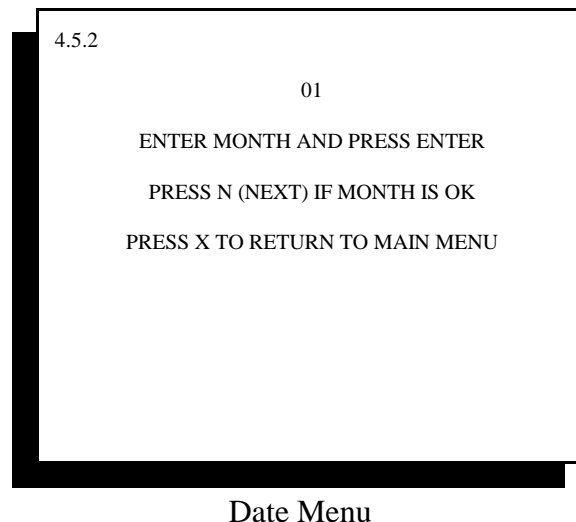 4.5.2
01
ENTER MONTH AND PRESS ENTER
PRESS N (NEXT) IF MONTH IS OK
PRESS X TO RETURN TO MAIN MENU
Date Menu